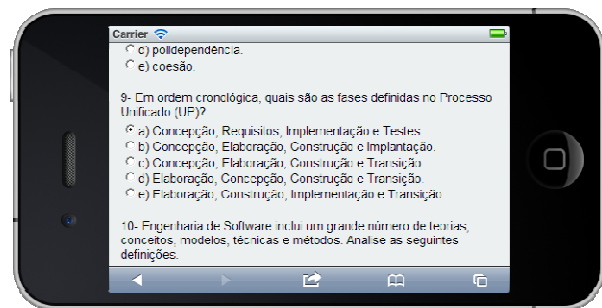 Carrier
d) polidependência.
e) coesão.
9- Em ordem cronológica, quais são as fases definidas no Processo
Unificado (UP)?
a) Concepção, Requisitos, Implementação e Testes
b) Concepção, Elaboração, Construção e Implantação.
c) Concepção, Elaboração, Construção e Transição
d) Elaboração, Concepção, Construção e Transição.
e) Elaboração, Construção, Implementação e Transição
10- Engenharia de Software inclui um grande número de teorias,
conceitos, modelos, técnicas e métodos. Analise as seguintes
definições.